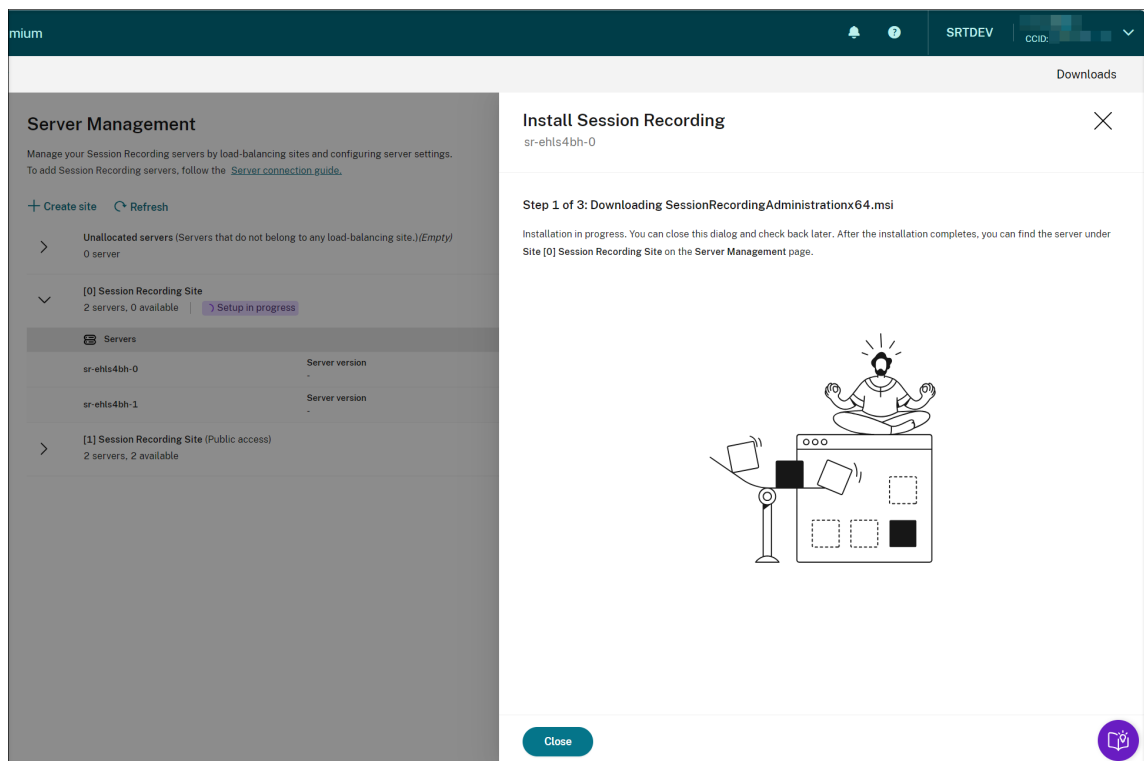 mium
SRTDEV
CCID:
Downloads
Server Management
Manage your Session Recording servers by load-balancing sites and configuring server settings.
To add Session Recording servers, follow the Server connection guide.
Create site
Refresh
Unallocated servers (Servers that do not belong to any load-balancing site.)(Empty)
0 server
[0] Session Recording Site
2 servers, 0 available
Setup in progress
Servers
sr-ehls4bh-0
Server version
-
sr-ehls4bh-1
Server version
-
[1] Session Recording Site (Public access)
2 servers, 2 available
Install Session Recording
sr-ehls4bh-0
Step 1 of 3: Downloading SessionRecordingAdministrationx64.msi
Installation in progress. You can close this dialog and check back later. After the installation completes, you can find the server under
Site [0] Session Recording Site on the Server Management page.
Close